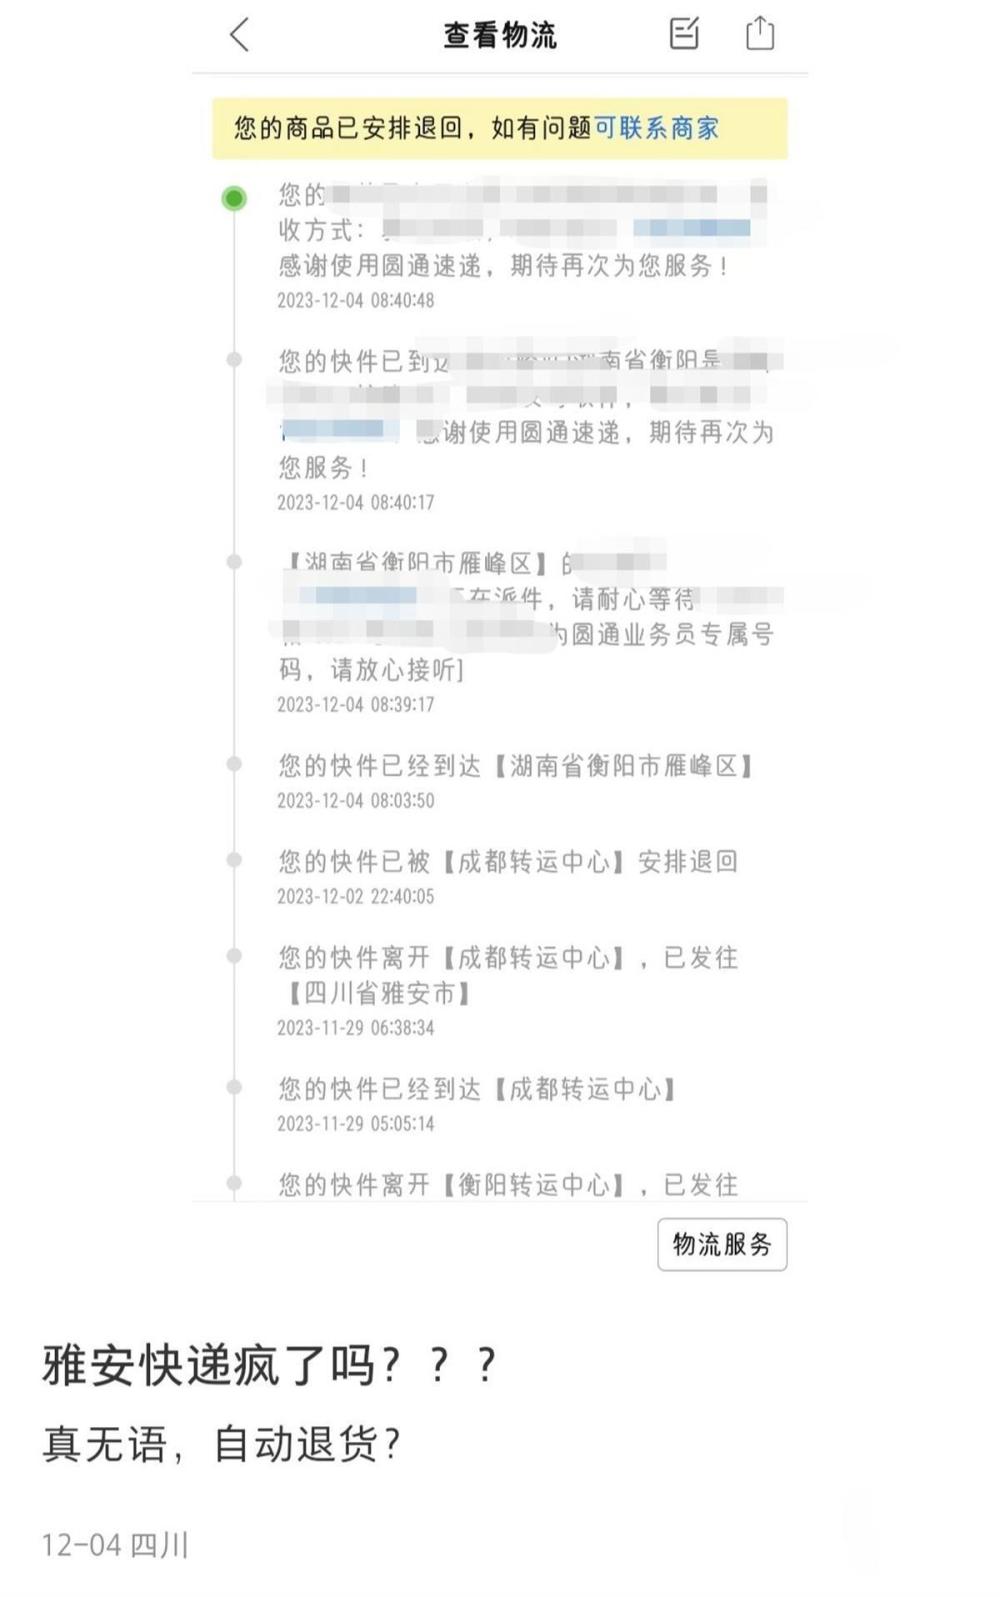 查看物流
您的商品已安排退回，如有问题可联系商家
您的
收方式：
感谢使用圆通速递，期待再次为您服务！
2023-12-04 08:40:48
您的快件已到达 南省衡阳
谢使用圆通速递，期待再次为
您服务！
2023-12-04 08:40:17
【湖南省衡阳市雁峰区】的
在派件，请耐心等待
为圆通业务员专属号
码，请放心接听]
2023-12-04 08:39:17
您的快件已经到达【湖南省衡阳市雁峰区】
2023-12-04 08:03:50
您的快件已被【成都转运中心】安排退回
2023-12-02 22:40:05
您的快件离开【成都转运中心】，已发往
【四川省雅安市】
2023-11-29 06:38:34
您的快件已经到达【成都转运中心】
2023-11-29 05:05:14
您的快件离开【衡阳转运中心】，已发往
物流服务
雅安快递疯了吗？？？
真无语，自动退货？
12-04 四川